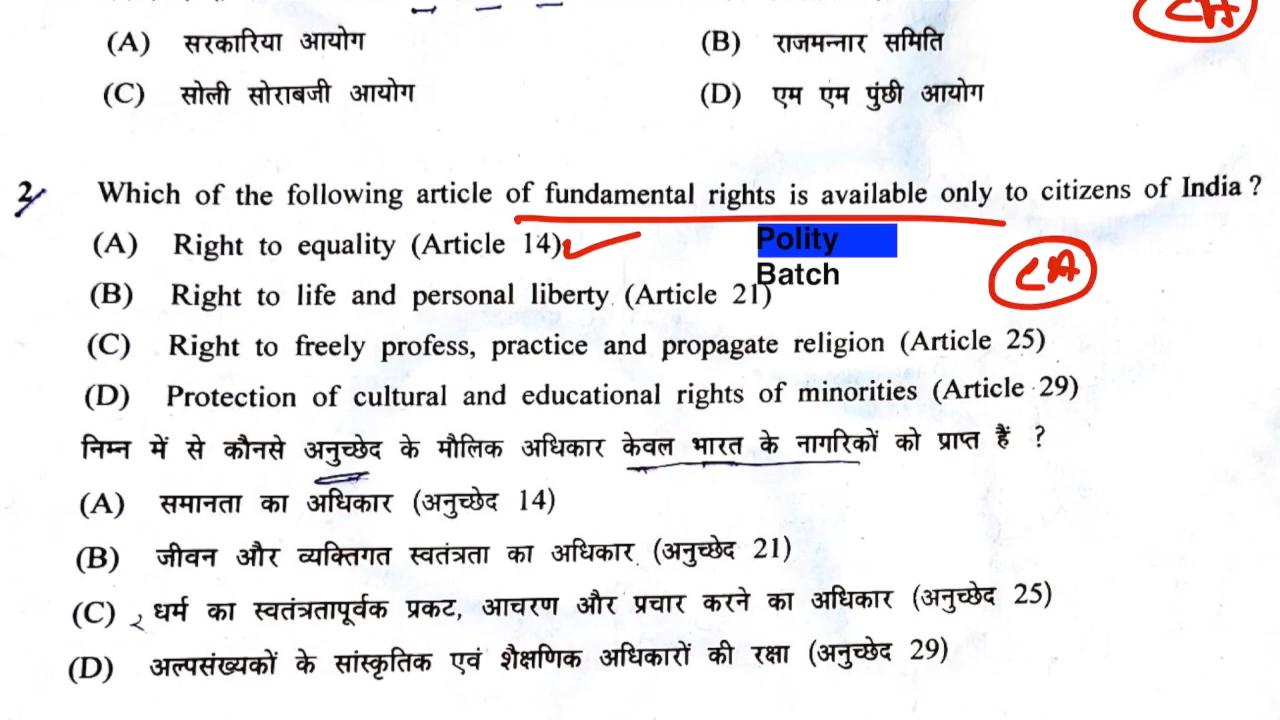 (A) सरकारिया आयोग (B) राजमन्नार समिति
(C) सोली सोराबजी आयोग (D) एम एम पुंछी आयोग
2 Which of the following article of fundamental rights is available only to citizens of India ?
(A) Right to equality (Article 14)
Polity
Batch
(B) Right to life and personal liberty (Article 21)
(C) Right to freely profess, practice and propagate religion (Article 25)
(D) Protection of cultural and educational rights of minorities (Article 29)
निम्न में से कौनसे अनुच्छेद के मौलिक अधिकार केवल भारत के नागरिकों को प्राप्त हैं ?
(A) समानता का अधिकार (अनुच्छेद 14)
(B) जीवन और व्यक्तिगत स्वतंत्रता का अधिकार (अनुच्छेद 21)
(C) धर्म का स्वतंत्रतापूर्वक प्रकट, आचरण और प्रचार करने का अधिकार (अनुच्छेद 25)
(D) अल्पसंख्यकों के सांस्कृतिक एवं शैक्षणिक अधिकारों की रक्षा (अनुच्छेद 29)